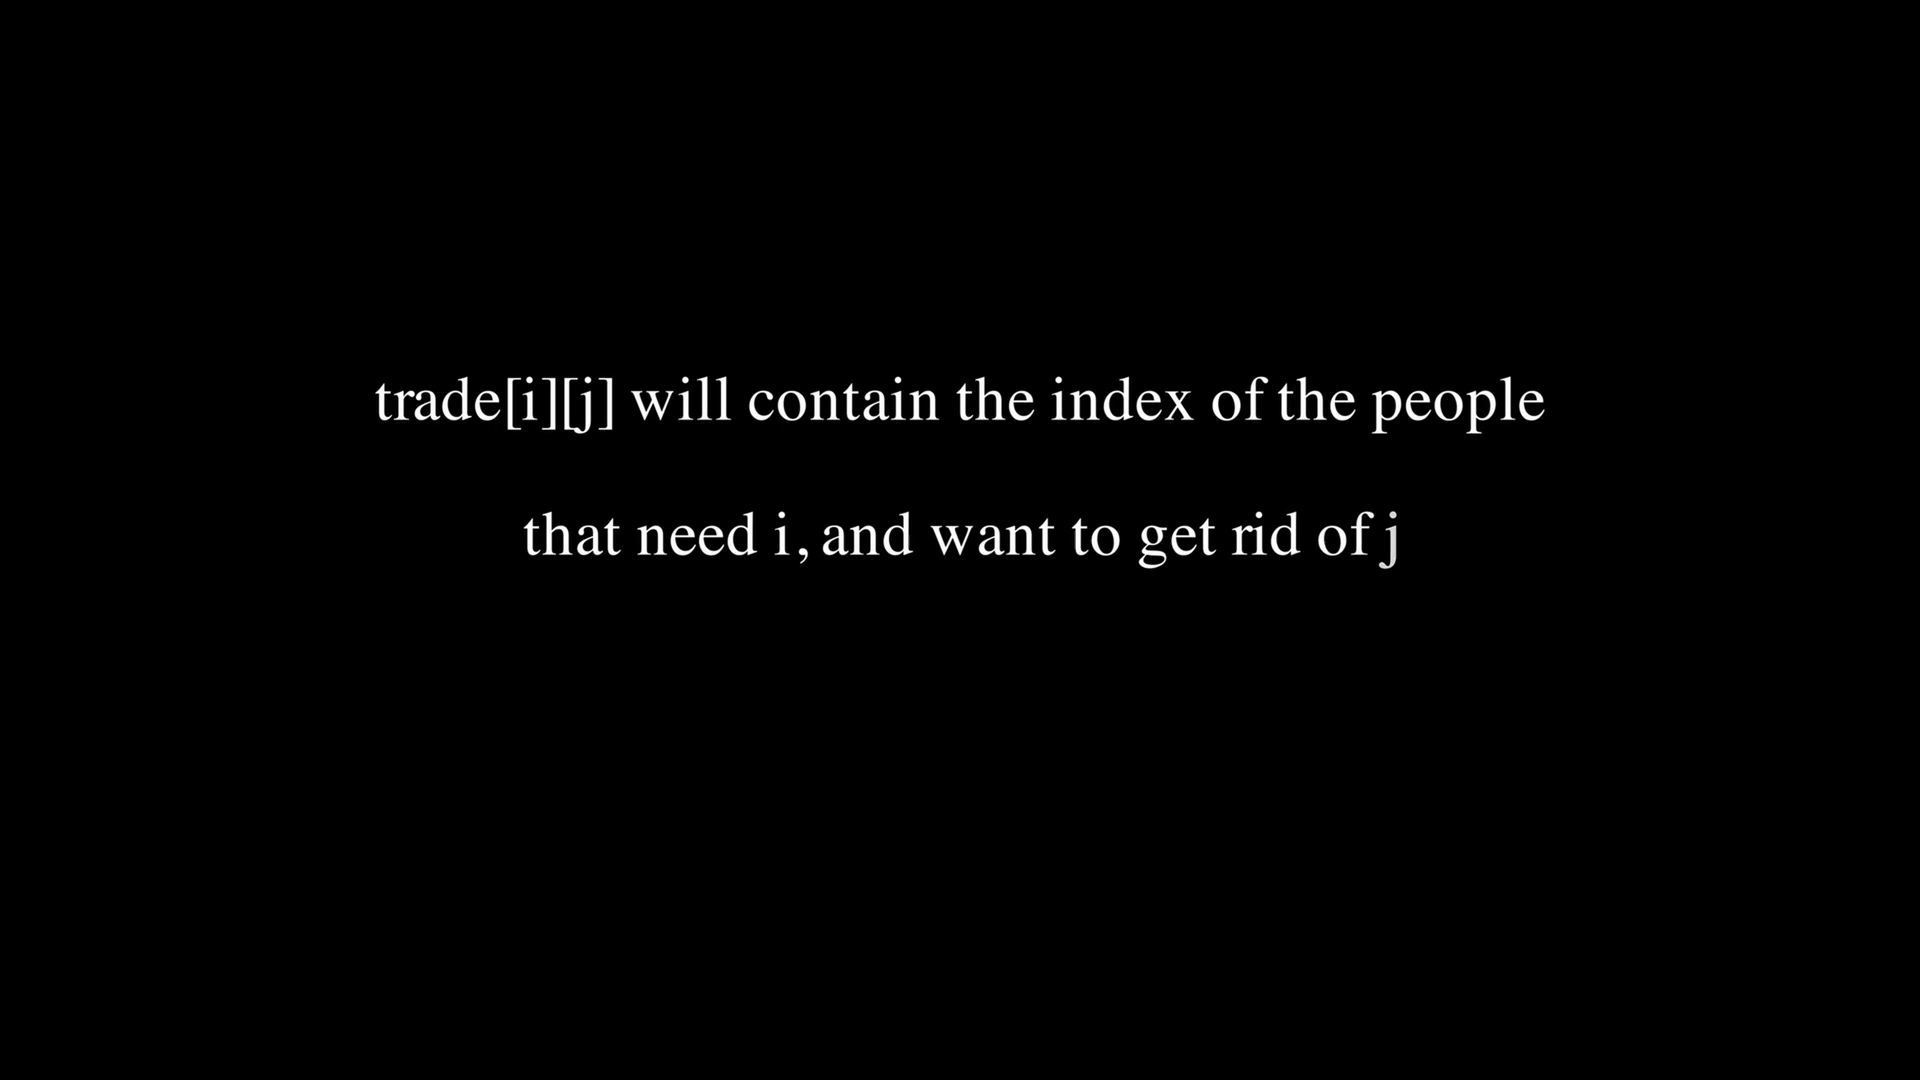 trade[i][j] will contain the index of the people
that need i, and want to get rid of j